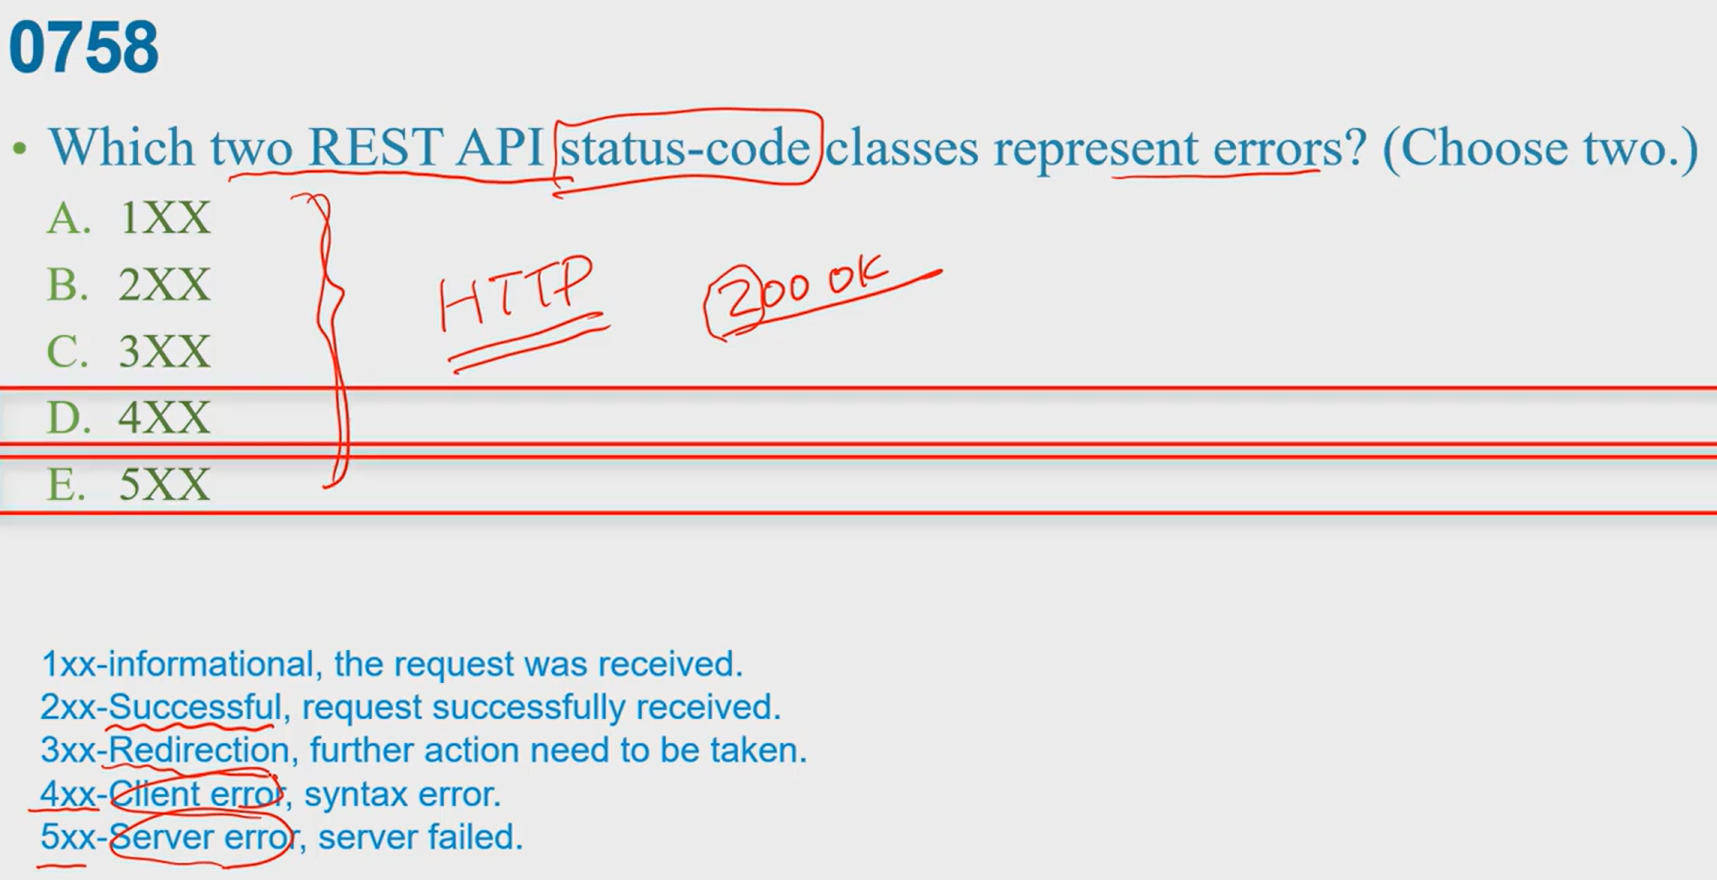 0758
• Which two REST API status-code classes represent errors? (Choose two.)
A. 1XX
B. 2XX
C. 3XX
D. 4XX
E. 5XX
HTTP
200 OK
1xx-informational, the request was received.
2xx-Successful, request successfully received.
3xx-Redirection, further action need to be taken.
4xx-Client error, syntax error.
5xx-Server error, server failed.